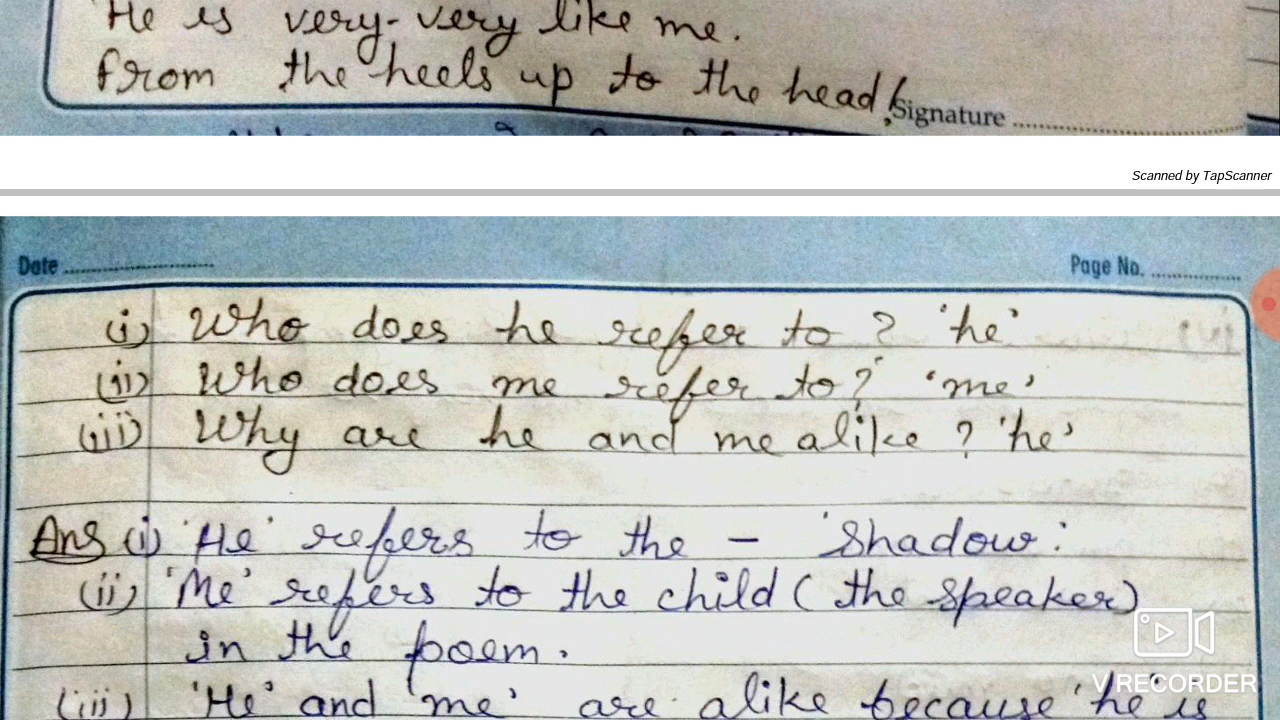 He is very-very like me.
from the heels up to the head!
Signature
Scanned by TapScanner
Date
Page No.
(i) Who does he refer to ? 'he'
(ii) Who does me refer to? 'me'
(iii) Why are he and me alike ? 'he'
Ans (i) 'He' refers to the - 'Shadow.'
(ii) 'Me' refers to the child ( the speaker)
in the poem.
(iii) 'He' and 'me' are alike because 'he is
VRECORDER